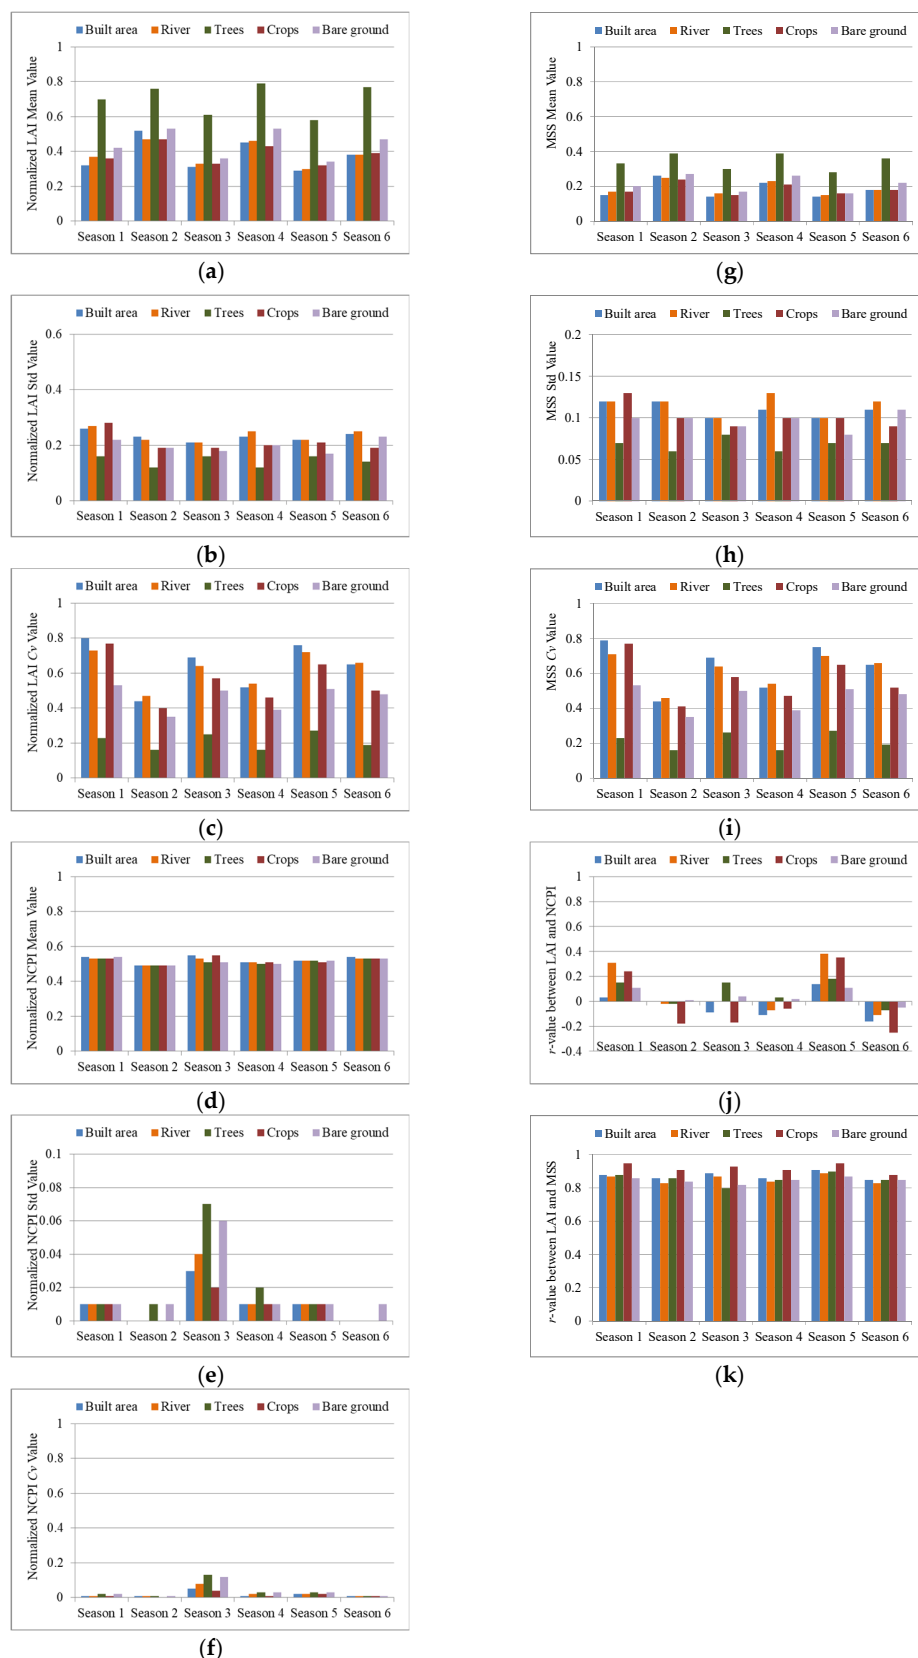 Built area River Trees Crops Bare ground
Normalized LAI Mean Value
1
0.8
0.6
0.4
0.2
0
Season 1 Season 2 Season 3 Season 4 Season 5 Season 6
(a)
Built area River Trees Crops Bare ground
MSS Mean Value
1
0.8
0.6
0.4
0.2
0
Season 1 Season 2 Season 3 Season 4 Season 5 Season 6
(g)
Built area River Trees Crops Bare ground
Normalized LAI Std Value
0.6
0.4
0.2
0
Season 1 Season 2 Season 3 Season 4 Season 5 Season 6
(b)
Built area River Trees Crops Bare ground
MSS Std Value
0.2
0.15
0.1
0.05
0
Season 1 Season 2 Season 3 Season 4 Season 5 Season 6
(h)
Built area River Trees Crops Bare ground
Normalized LAI Cv Value
1
0.8
0.6
0.4
0.2
0
Season 1 Season 2 Season 3 Season 4 Season 5 Season 6
(c)
Built area River Trees Crops Bare ground
MSS Cv Value
1
0.8
0.6
0.4
0.2
0
Season 1 Season 2 Season 3 Season 4 Season 5 Season 6
(i)
Built area River Trees Crops Bare ground
Normalized NCPI Mean Value
1
0.8
0.6
0.4
0.2
0
Season 1 Season 2 Season 3 Season 4 Season 5 Season 6
(d)
Built area River Trees Crops Bare ground
r-value between LAI and NCPI
1
0.8
0.6
0.4
0.2
0
-0.2
-0.4
Season 1 Season 2 Season 3 Season 4 Season 5 Season 6
(j)
Built area River Trees Crops Bare ground
Normalized NCPI Std Value
0.1
0.08
0.06
0.04
0.02
0
Season 1 Season 2 Season 3 Season 4 Season 5 Season 6
(e)
Built area River Trees Crops Bare ground
r-value between LAI and MSS
1
0.8
0.6
0.4
0.2
0
Season 1 Season 2 Season 3 Season 4 Season 5 Season 6
(k)
Built area River Trees Crops Bare ground
Normalized NCPI Cv Value
1
0.8
0.6
0.4
0.2
0
Season 1 Season 2 Season 3 Season 4 Season 5 Season 6
(f)